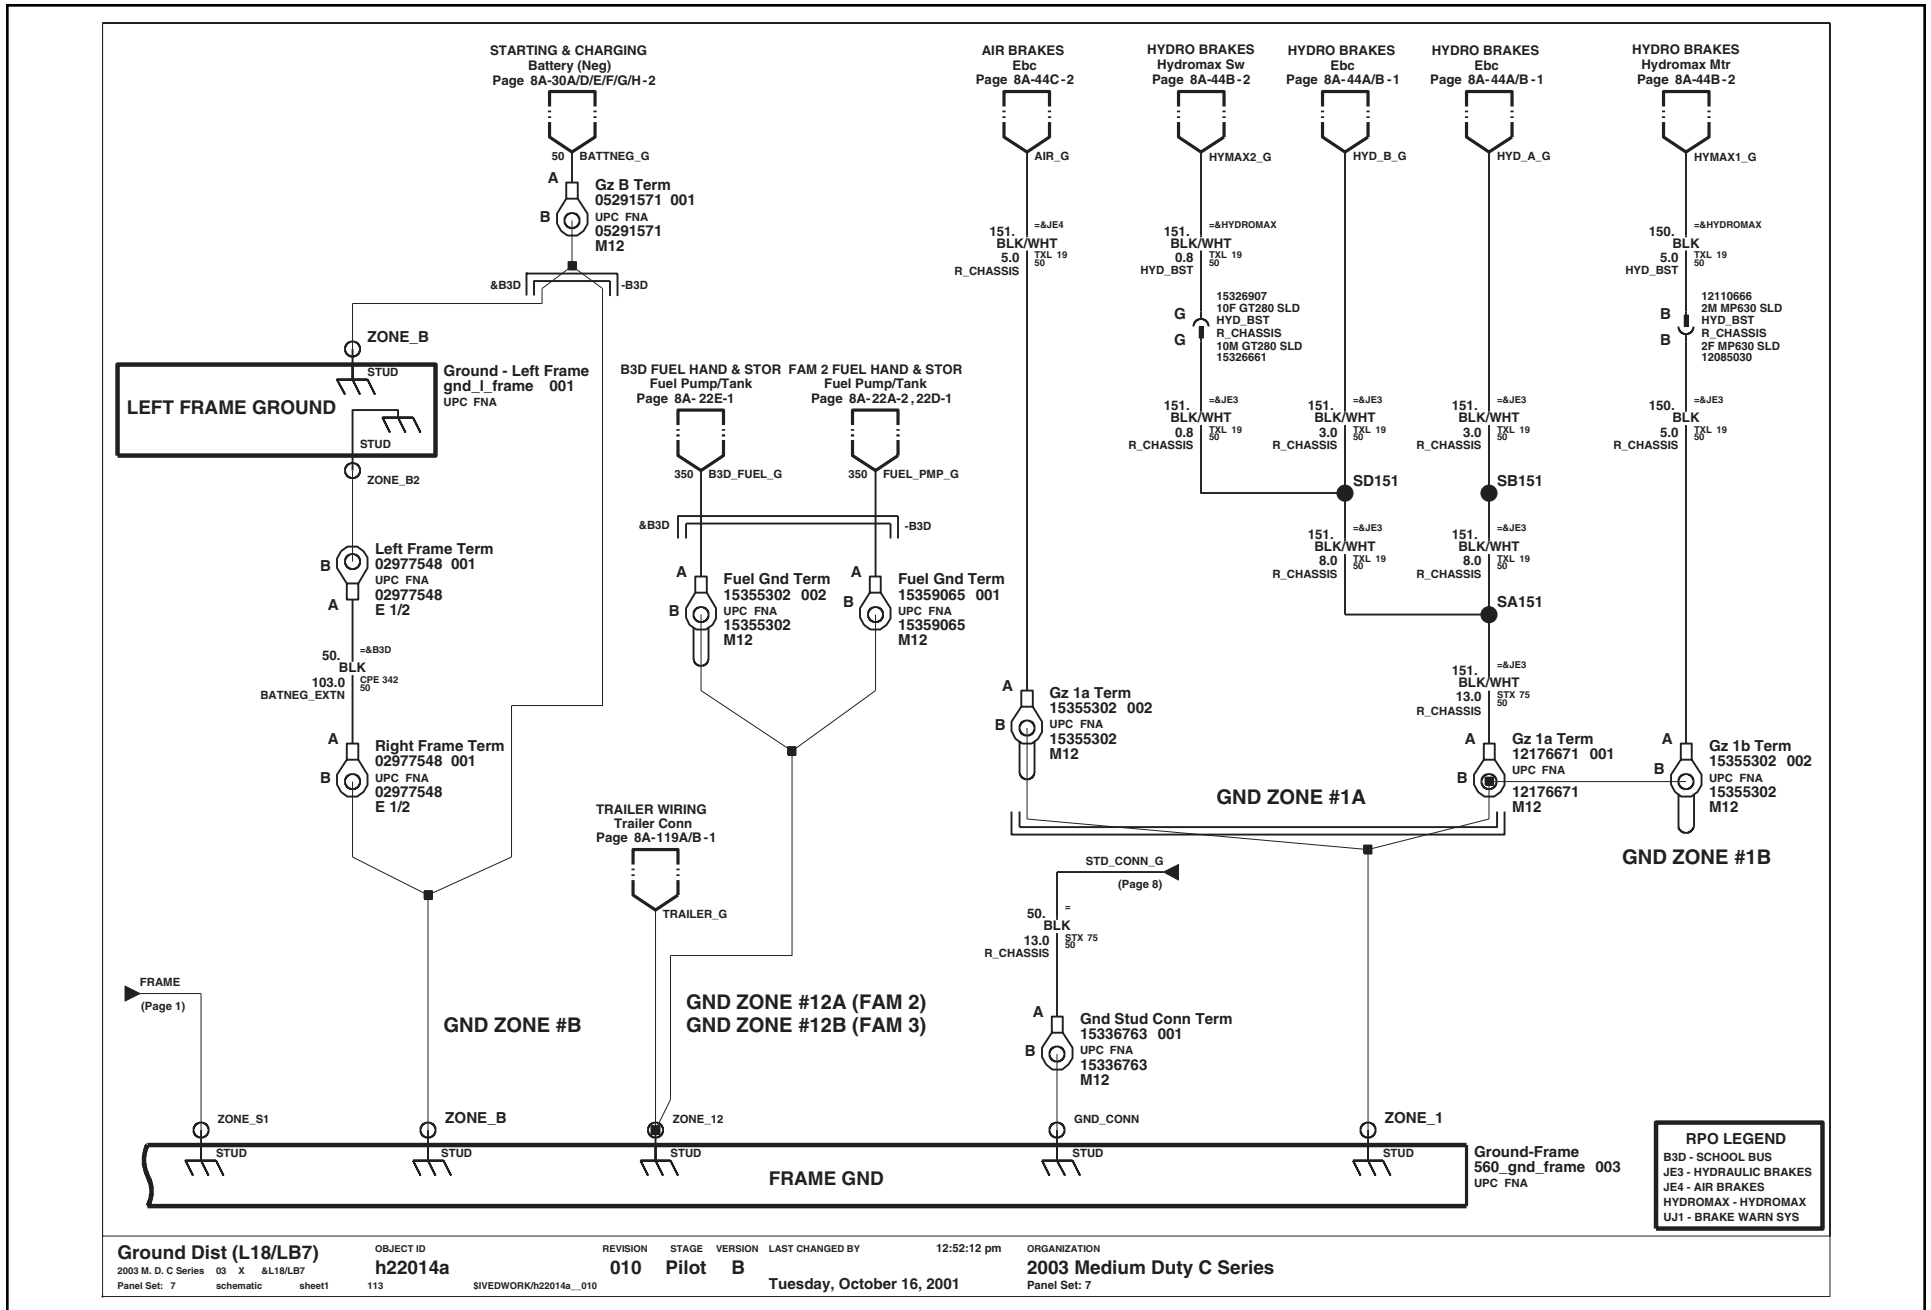 STARTING & CHARGING
Battery (Neg)
Page 8A-30A/D/E/F/G/H-2
AIR BRAKES
Ebc
Page 8A-44C-2
HYDRO BRAKES
Hydromax Sw
Page 8A-44B-2
HYDRO BRAKES
Ebc
Page 8A-44A/B-1
HYDRO BRAKES
Ebc
Page 8A-44A/B-1
HYDRO BRAKES
Hydromax Mtr
Page 8A-44B-2
50 BATTNEG_G
AIR_G
HYMAX2_G
HYD_B_G
HYD_A_G
HYMAX1_G
A
B
Gz B Term
05291571 001
UPC FNA
05291571
M12
&B3D
-B3D
151. =&JE4
BLK/WHT
5.0 TXL 19
50
R_CHASSIS
151. =&HYDROMAX
BLK/WHT
0.8 TXL 19
50
HYD_BST
150. =&HYDROMAX
BLK
5.0 TXL 19
50
HYD_BST
G
G
15326907
10F GT280 SLD
HYD_BST
R_CHASSIS
10M GT280 SLD
15326661
B
B
12110666
2M MP630 SLD
HYD_BST
R_CHASSIS
2F MP630 SLD
12085030
ZONE_B
STUD
LEFT FRAME GROUND
STUD
Ground - Left Frame
gnd_l_frame 001
UPC FNA
ZONE_B2
B3D FUEL HAND & STOR
Fuel Pump/Tank
Page 8A- 22E-1
FAM 2 FUEL HAND & STOR
Fuel Pump/Tank
Page 8A-22A-2 , 22D-1
350 B3D_FUEL_G
350 FUEL_PMP_G
&B3D
-B3D
151. =&JE3
BLK/WHT
0.8 TXL 19
50
R_CHASSIS
151. =&JE3
BLK/WHT
3.0 TXL 19
50
R_CHASSIS
151. =&JE3
BLK/WHT
3.0 TXL 19
50
R_CHASSIS
150. =&JE3
BLK
5.0 TXL 19
50
R_CHASSIS
SD151
SB151
151. =&JE3
BLK/WHT
8.0 TXL 19
50
R_CHASSIS
151. =&JE3
BLK/WHT
8.0 TXL 19
50
R_CHASSIS
SA151
B
A
Left Frame Term
02977548 001
UPC FNA
02977548
E 1/2
A
B
Fuel Gnd Term
15355302 002
UPC FNA
15355302
M12
A
B
Fuel Gnd Term
15359065 001
UPC FNA
15359065
M12
50. =&B3D
BLK
103.0 CPE 342
50
BATNEG_EXTN
151. =&JE3
BLK/WHT
13.0 STX 75
50
R_CHASSIS
A
B
Right Frame Term
02977548 001
UPC FNA
02977548
E 1/2
A
B
Gz 1a Term
15355302 002
UPC FNA
15355302
M12
A
B
Gz 1a Term
12176671 001
UPC FNA
12176671
M12
A
B
Gz 1b Term
15355302 002
UPC FNA
15355302
M12
GND ZONE #1A
GND ZONE #1B
TRAILER WIRING
Trailer Conn
Page 8A-119A/B-1
TRAILER_G
STD_CONN_G
(Page 8)
50. =
BLK
13.0 STX 75
50
R_CHASSIS
FRAME
(Page 1)
GND ZONE #B
GND ZONE #12A (FAM 2)
GND ZONE #12B (FAM 3)
A
B
Gnd Stud Conn Term
15336763 001
UPC FNA
15336763
M12
ZONE_S1
ZONE_B
ZONE_12
GND_CONN
ZONE_1
STUD
STUD
STUD
STUD
STUD
FRAME GND
Ground-Frame
560_gnd_frame 003
UPC FNA
RPO LEGEND
B3D - SCHOOL BUS
JE3 - HYDRAULIC BRAKES
JE4 - AIR BRAKES
HYDROMAX - HYDROMAX
UJ1 - BRAKE WARN SYS
Ground Dist (L18/LB7)
2003 M. D. C Series 03 X &L18/LB7
Panel Set: 7 schematic sheet1
OBJECT ID
h22014a
113 $IVEDWORK/h22014a__010
REVISION STAGE VERSION LAST CHANGED BY 12:52:12 pm
010 Pilot B
Tuesday, October 16, 2001
ORGANIZATION
2003 Medium Duty C Series
Panel Set: 7